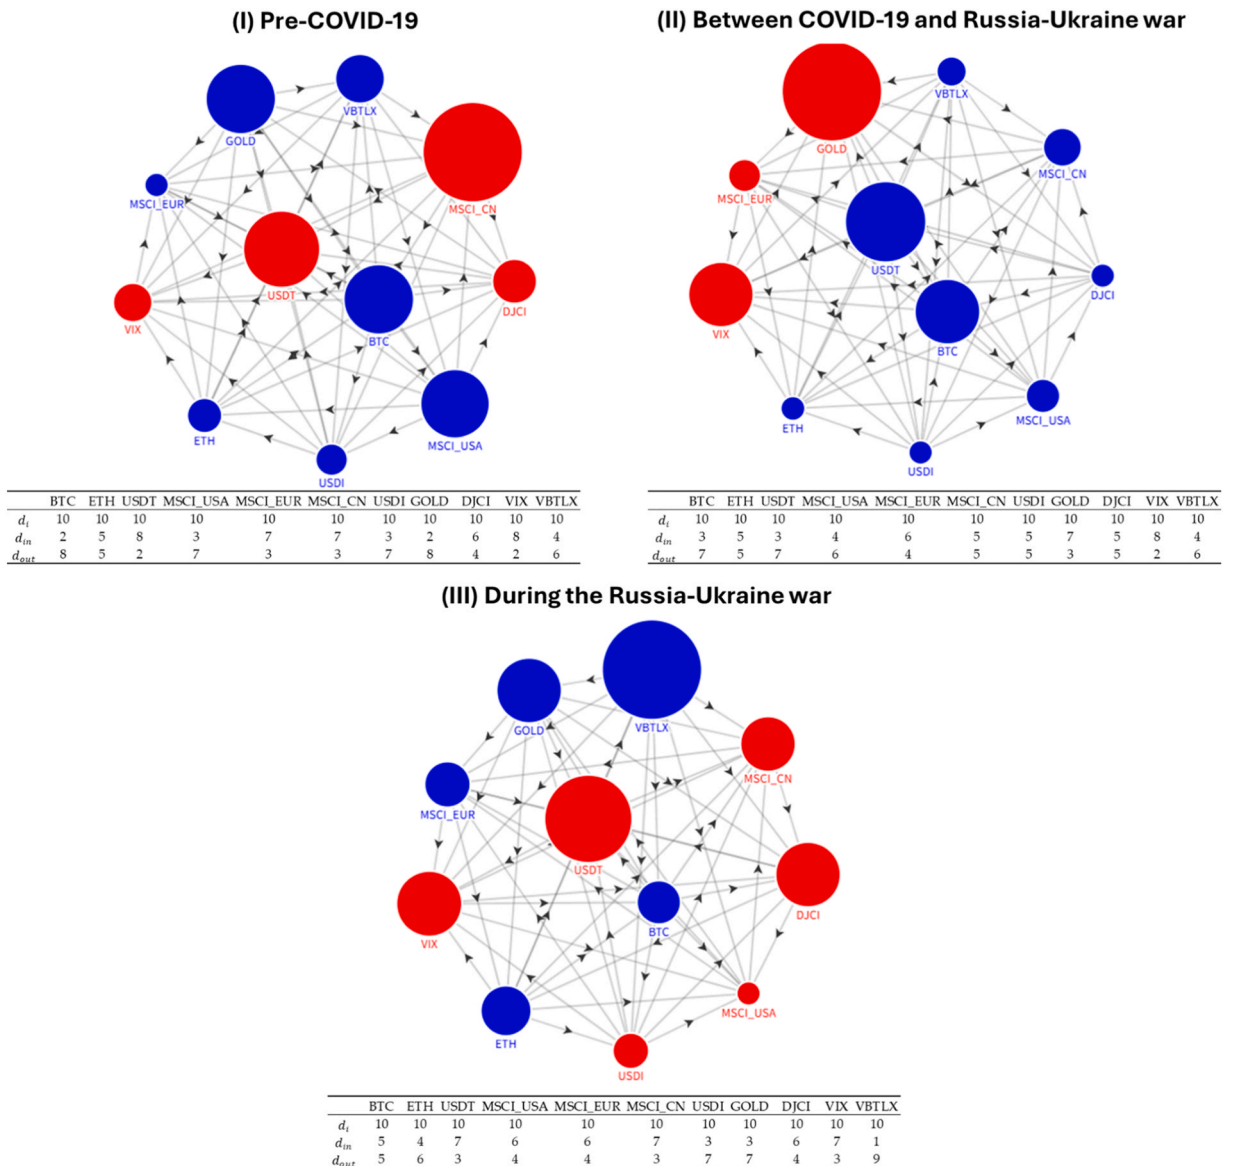 (I) Pre-COVID-19
GOLD
VBTLX
MSCI_EUR
MSCI_CN
USDT
VIX
DJCI
BTC
ETH
MSCI_USA
USDI
BTC ETH USDT MSCI_USA MSCI_EUR MSCI_CN USDI GOLD DJCI VIX VBTLX
d_i 10 10 10 10 10 10 10 10 10 10 10
d_in 2 5 8 3 7 7 3 2 6 8 4
d_out 8 5 2 7 3 3 7 8 4 2 6
(II) Between COVID-19 and Russia-Ukraine war
VBTLX
GOLD
MSCI_CN
MSCI_EUR
USDT
DJCI
VIX
BTC
ETH
MSCI_USA
USDI
BTC ETH USDT MSCI_USA MSCI_EUR MSCI_CN USDI GOLD DJCI VIX VBTLX
d_i 10 10 10 10 10 10 10 10 10 10 10
d_in 3 5 3 4 6 5 5 7 5 8 4
d_out 7 5 7 6 4 5 5 3 5 2 6
(III) During the Russia-Ukraine war
GOLD
VBTLX
MSCI_CN
MSCI_EUR
USDT
DJCI
BTC
VIX
MSCI_USA
ETH
USDI
BTC ETH USDT MSCI_USA MSCI_EUR MSCI_CN USDI GOLD DJCI VIX VBTLX
d_i 10 10 10 10 10 10 10 10 10 10 10
d_in 5 4 7 6 6 7 3 3 6 7 1
d_out 5 6 3 4 4 3 7 7 4 3 9